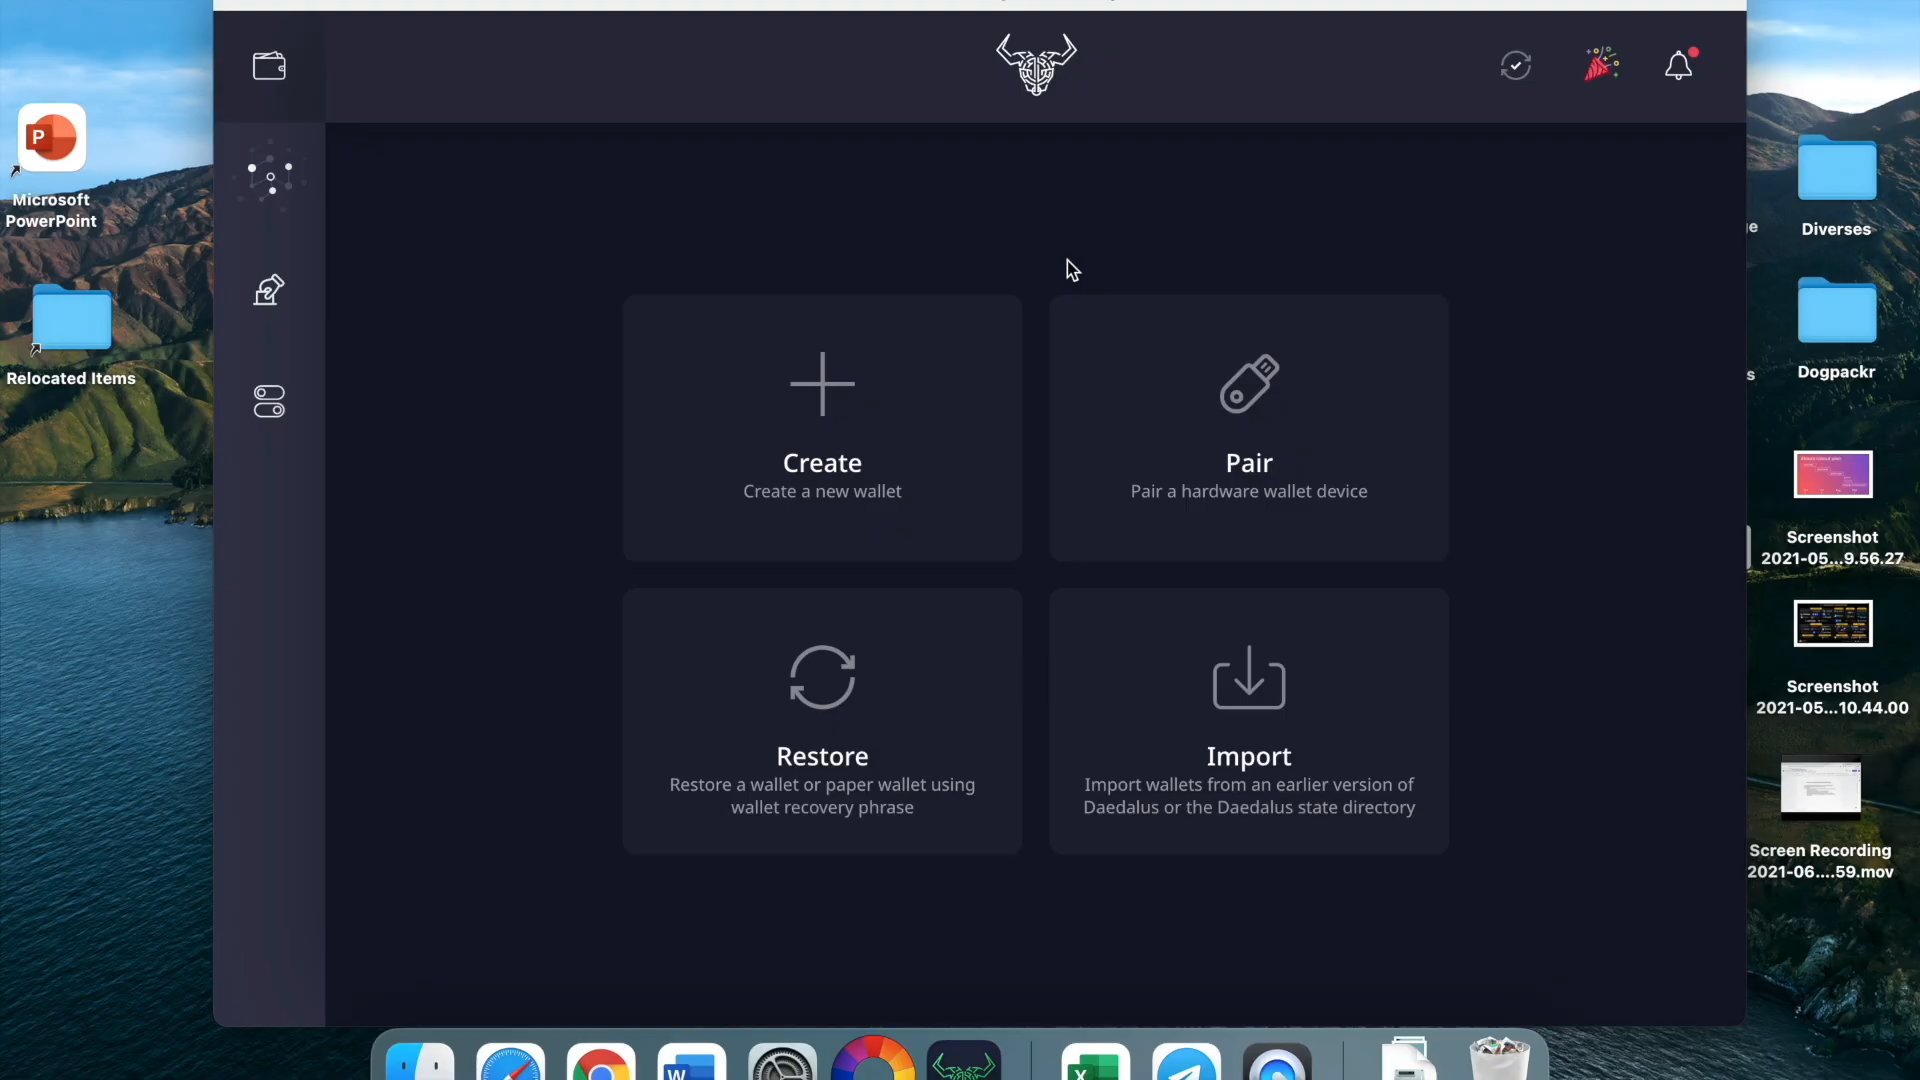 Microsoft
PowerPoint
Relocated Items
Create
Create a new wallet
Pair
Pair a hardware wallet device
Restore
Restore a wallet or paper wallet using
wallet recovery phrase
Import
Import wallets from an earlier version of
Daedalus or the Daedalus state directory
Diverses
Dogpackr
Screenshot
2021-05...9.56.27
Screenshot
2021-05...10.44.00
Screen Recording
2021-06....59.mov
P
W
X